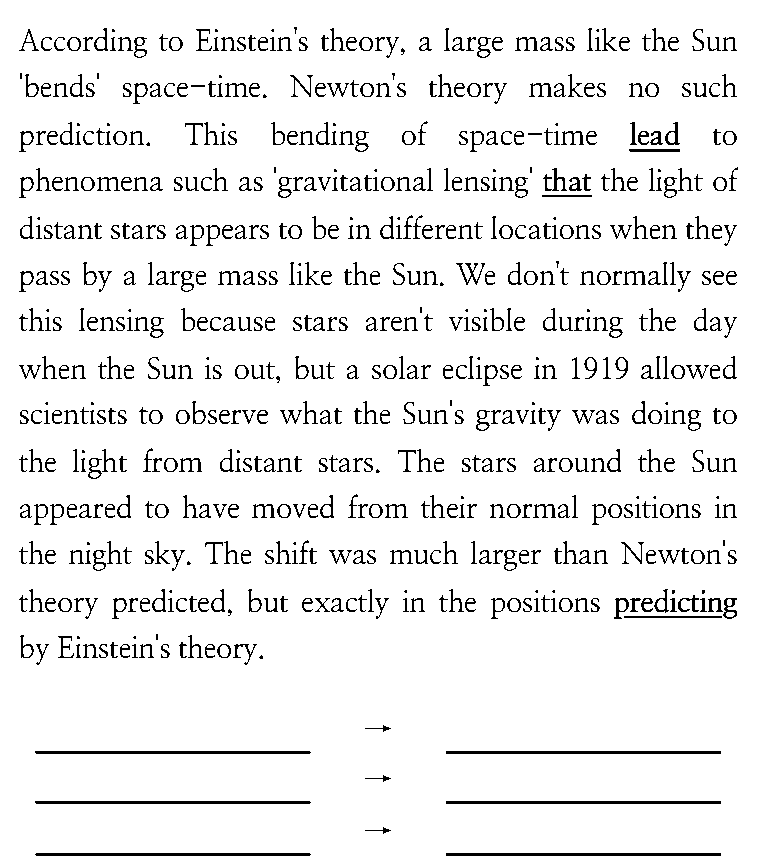 According to Einstein's theory, a large mass like the Sun
'bends' space-time. Newton's theory makes no such
prediction. This bending of space-time lead to
phenomena such as 'gravitational lensing' that the light of
distant stars appears to be in different locations when they
pass by a large mass like the Sun. We don't normally see
this lensing because stars aren't visible during the day
when the Sun is out, but a solar eclipse in 1919 allowed
scientists to observe what the Sun's gravity was doing to
the light from distant stars. The stars around the Sun
appeared to have moved from their normal positions in
the night sky. The shift was much larger than Newton's
theory predicted, but exactly in the positions predicting
by Einstein's theory.
→
→
→